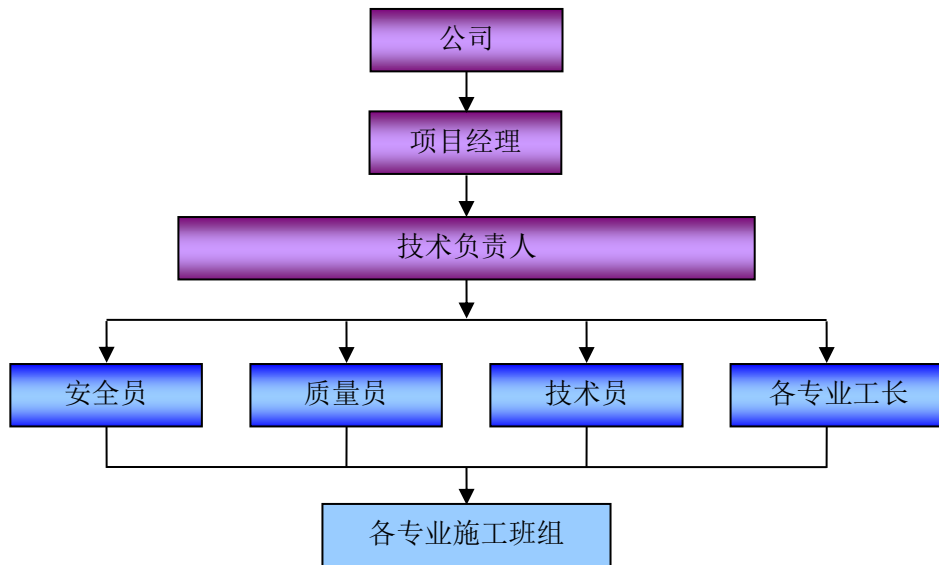 公司
项目经理
技术负责人
安全员
质量员
技术员
各专业工长
各专业施工班组